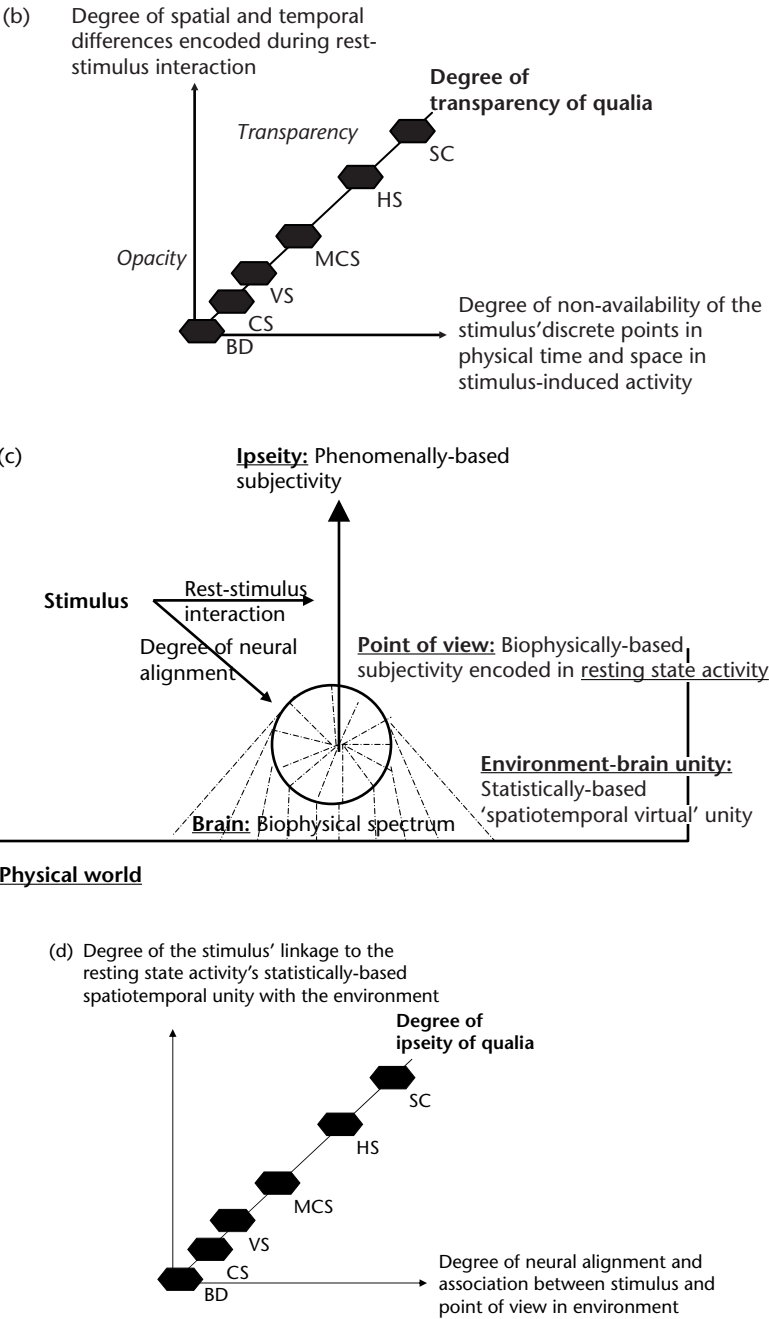 (b) Degree of spatial and temporal
differences encoded during rest-
stimulus interaction
Degree of
transparency of qualia
Transparency
SC
HS
Opacity
MCS
VS
CS
BD
Degree of non-availability of the
stimulus'discrete points in
physical time and space in
stimulus-induced activity
(c)
Ipseity: Phenomenally-based
subjectivity
Stimulus
Rest-stimulus
interaction
Degree of neural
alignment
Point of view: Biophysically-based
subjectivity encoded in resting state activity
Environment-brain unity:
Statistically-based
'spatiotemporal virtual' unity
Brain: Biophysical spectrum
Physical world
(d) Degree of the stimulus' linkage to the
resting state activity's statistically-based
spatiotemporal unity with the environment
Degree of
ipseity of qualia
SC
HS
MCS
VS
CS
BD
Degree of neural alignment and
association between stimulus and
point of view in environment